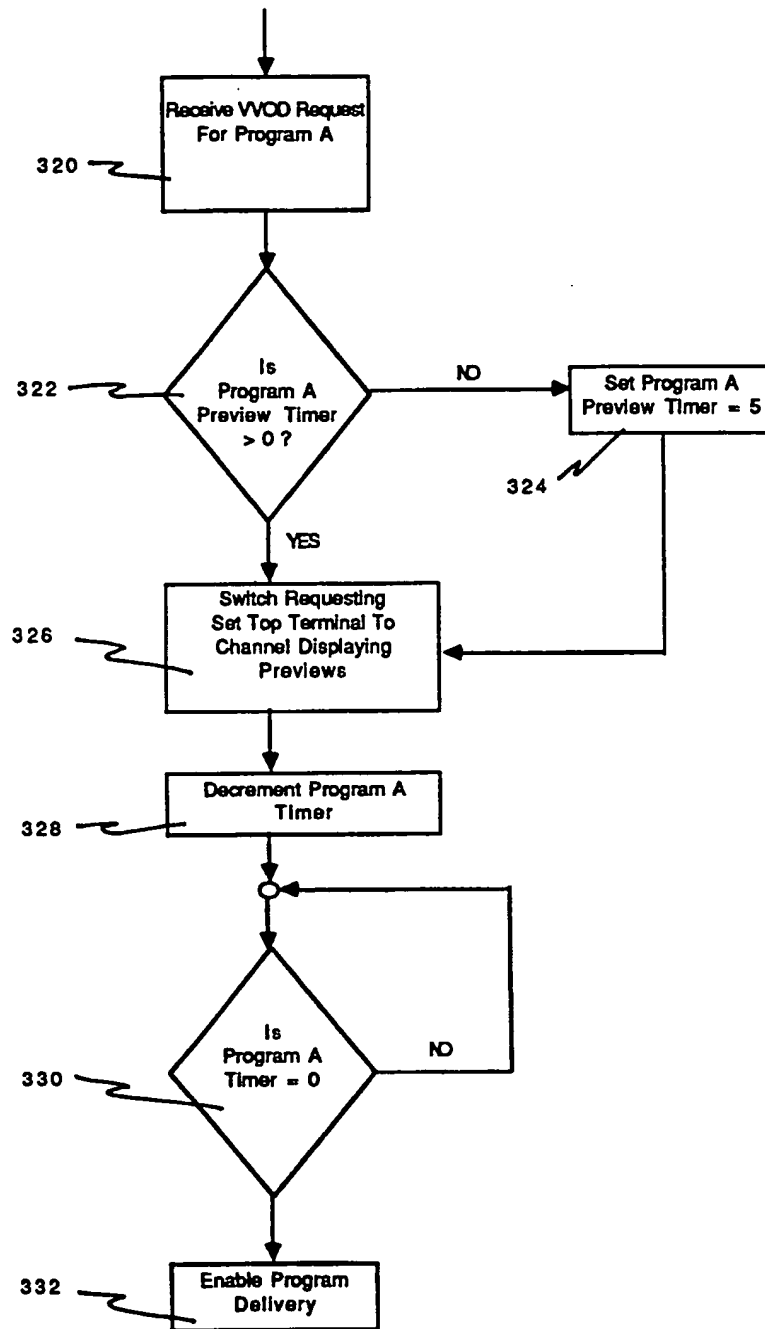 Receive VVOD Request
For Program A
320
Is
Program A
Preview Timer
> 0 ?
322
NO
Set Program A
Preview Timer = 5
324
YES
Switch Requesting
Set Top Terminal To
Channel Displaying
Previews
326
Decrement Program A
Timer
328
Is
Program A
Timer = 0
NO
330
Enable Program
Delivery
332